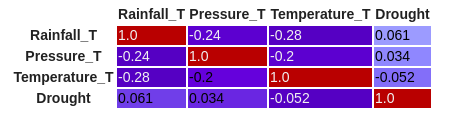 Rainfall_T Pressure_T Temperature_T Drought
Rainfall_T 1.0 -0.24 -0.28 0.061
Pressure_T -0.24 1.0 -0.2 0.034
Temperature_T -0.28 -0.2 1.0 -0.052
Drought 0.061 0.034 -0.052 1.0